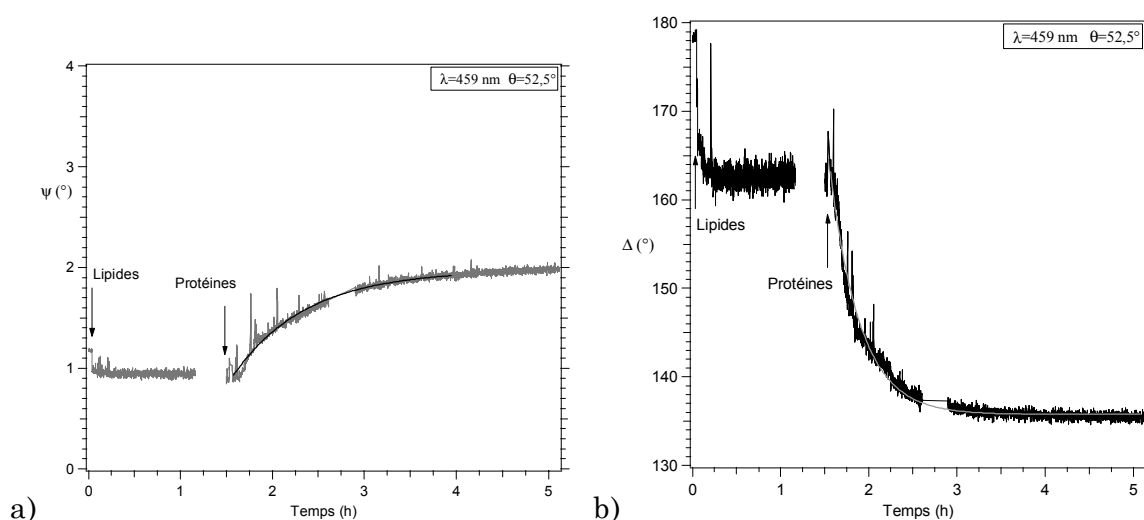 λ=459 nm θ=52,5°
4
3
ψ (°)
2
Lipides
Protéines
1
0
0 1 2 3 4 5
a)
Temps (h)
λ=459 nm θ=52,5°
180
170
160
Lipides
Δ (°)
150
Protéines
140
130
0 1 2 3 4 5
b)
Temps (h)